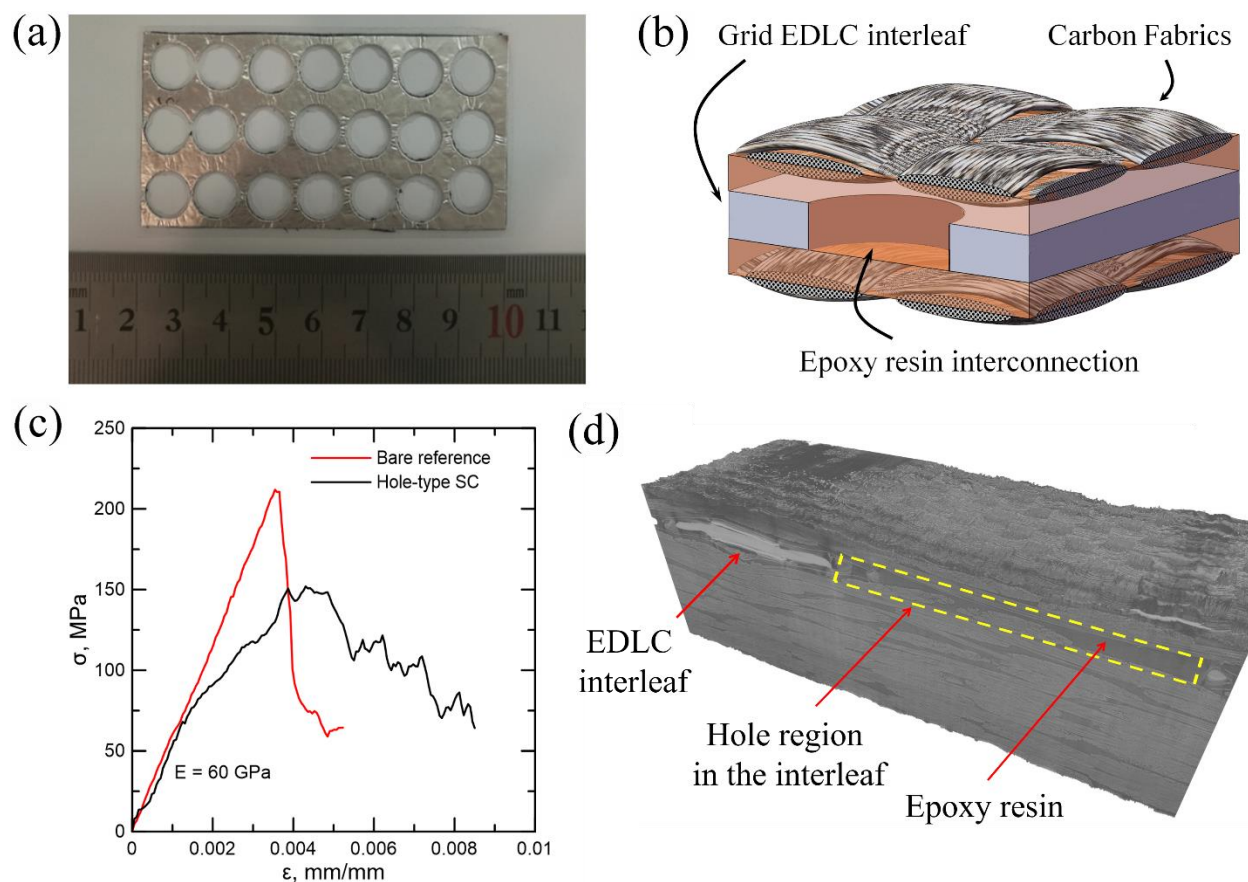 (a)
mm
mm
1 2 3 4 5 6 7 8 9 10 11
(b)
Grid EDLC interleaf
Carbon Fabrics
Epoxy resin interconnection
(c)
250
200
150
100
50
0
σ, MPa
Bare reference
Hole-type SC
E = 60 GPa
0 0.002 0.004 0.006 0.008 0.01
ε, mm/mm
(d)
EDLC
interleaf
Hole region
in the interleaf
Epoxy resin